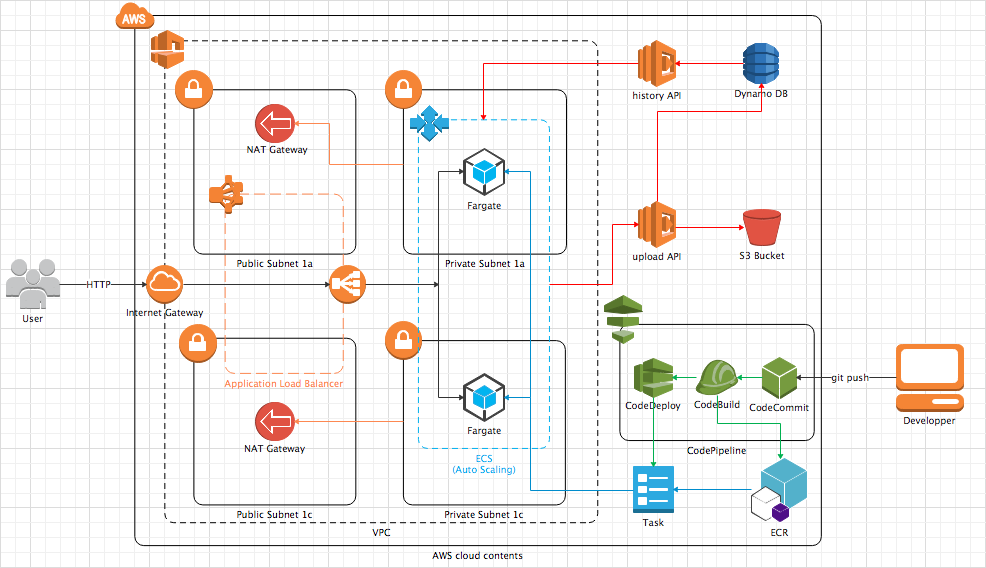 AWS
history API
Dynamo DB
NAT Gateway
Fargate
Public Subnet 1a
Private Subnet 1a
upload API
S3 Bucket
HTTP
User
Internet Gateway
Application Load Balancer
NAT Gateway
Fargate
ECS
(Auto Scaling)
Public Subnet 1c
Private Subnet 1c
VPC
CodeDeploy
CodeBuild
CodeCommit
git push
Developper
CodePipeline
Task
ECR
AWS cloud contents